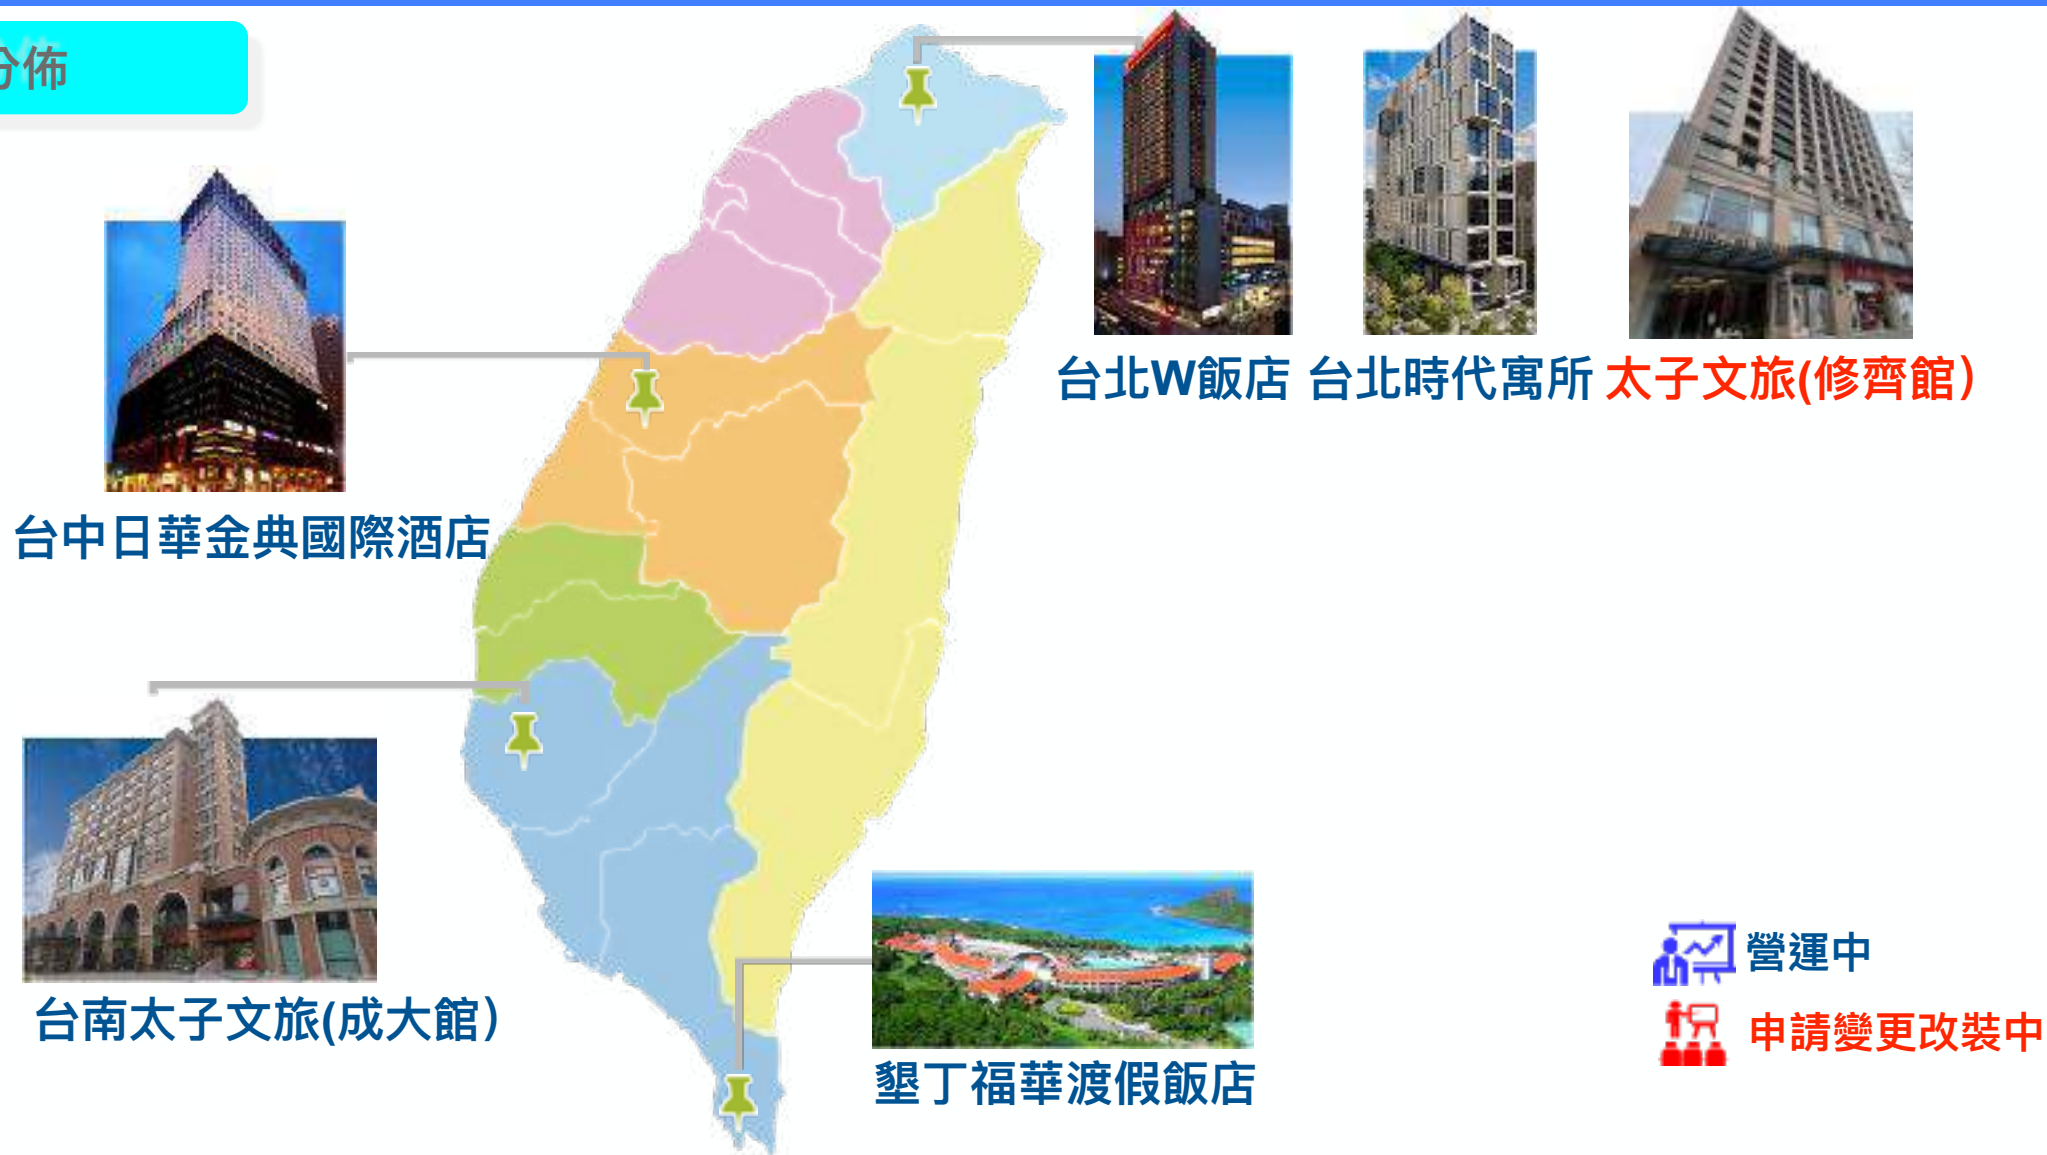 分佈
台北W飯店 台北時代寓所 太子文旅(修齊館）
台中日華金典國際酒店
台南太子文旅(成大館）
墾丁福華渡假飯店
營運中
申請變更改裝中